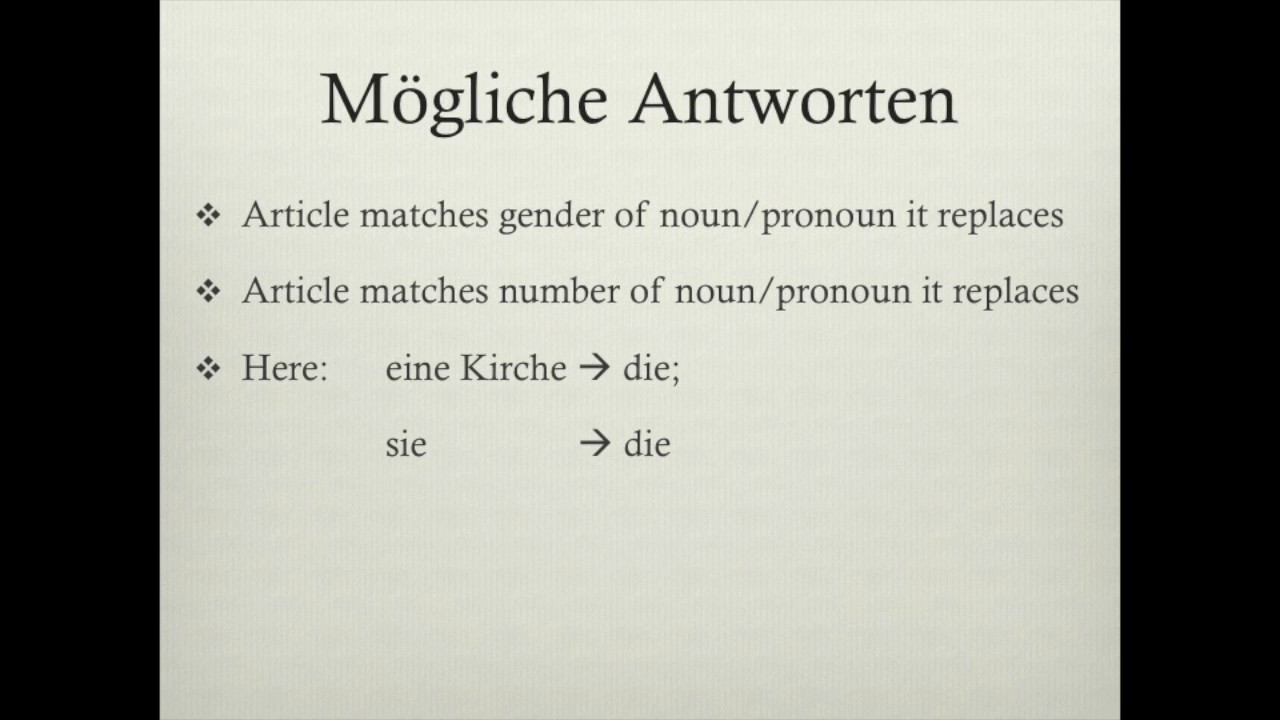 Mögliche Antworten
❖ Article matches gender of noun/pronoun it replaces
❖ Article matches number of noun/pronoun it replaces
❖ Here: eine Kirche → die;
sie → die